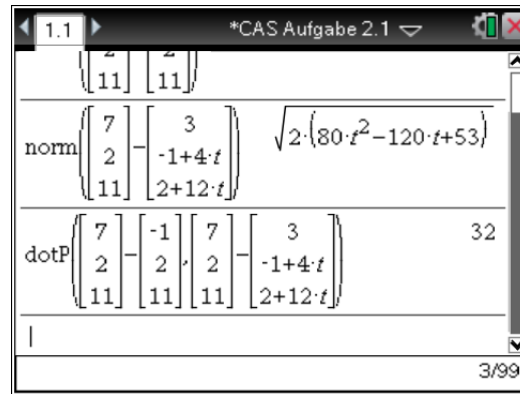 1.1 *CAS Aufgabe 2.1
2 2
11 11
norm([7 2 11]-[3 -1+4·t 2+12·t]) √(2·(80·t²-120·t+53))
dotP([7 2 11]-[-1 2 11],[7 2 11]-[3 -1+4·t 2+12·t]) 32
3/99